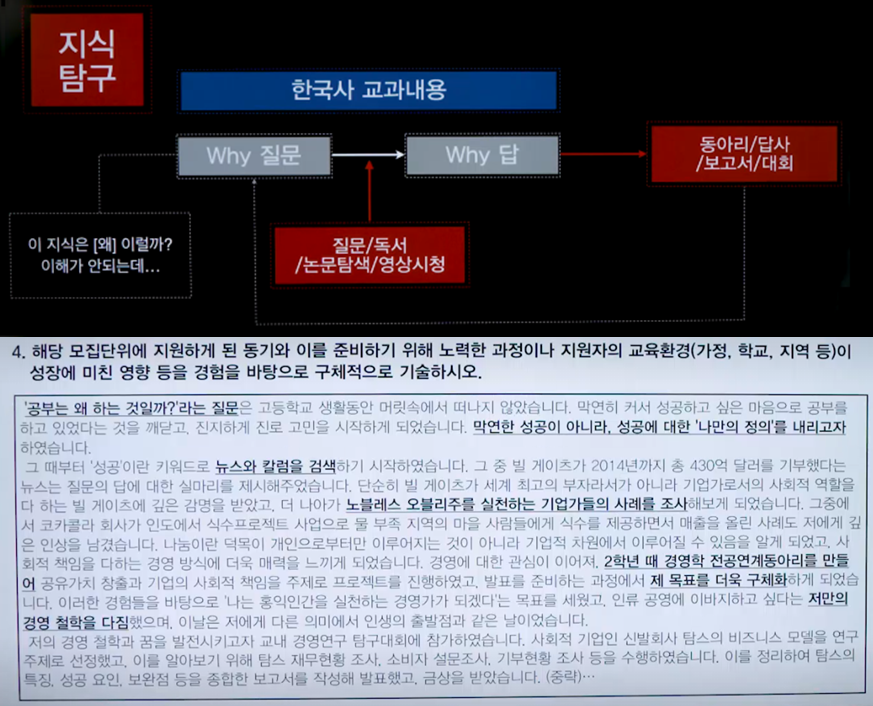 지식
탐구
한국사 교과내용
Why 질문
Why 답
동아리/답사
/보고서/대회
이 지식은 [왜] 이럴까?
이해가 안되는데...
질문/독서
/논문탐색/영상시청
4. 해당 모집단위에 지원하게 된 동기와 이를 준비하기 위해 노력한 과정이나 지원자의 교육환경(가정, 학교, 지역 등)이
성장에 미친 영향 등을 경험을 바탕으로 구체적으로 기술하시오.
'공부는 왜 하는 것일까?'라는 질문은 고등학교 생활동안 머릿속에서 떠나지 않았습니다. 막연히 커서 성공하고 싶은 마음으로 공부를
하고 있었다는 것을 깨닫고, 진지하게 진로 고민을 시작하게 되었습니다. 막연한 성공이 아니라, 성공에 대한 '나만의 정의'를 내리고자
하였습니다.
그 때부터 '성공'이란 키워드로 뉴스와 칼럼을 검색하기 시작하였습니다. 그 중 빌 게이츠가 2014년까지 총 430억 달러를 기부했다는
뉴스는 질문의 답에 대한 실마리를 제시해주었습니다. 단순히 빌 게이츠가 세계 최고의 부자라서가 아니라 기업가로서의 사회적 역할을
다 하는 빌 게이츠에 깊은 감명을 받았고, 더 나아가 노블레스 오블리주를 실천하는 기업가들의 사례를 조사해보게 되었습니다. 그중에
서 코카콜라 회사가 인도에서 식수프로젝트 사업으로 물 부족 지역의 마을 사람들에게 식수를 제공하면서 매출을 올린 사례도 저에게 깊
은 인상을 남겼습니다. 나눔이란 덕목이 개인으로부터만 이루어지는 것이 아니라 기업적 차원에서 이루어질 수 있음을 알게 되었고, 사
회적 책임을 다하는 경영 방식에 더욱 매력을 느끼게 되었습니다. 경영에 대한 관심이 이어져, 2학년 때 경영학 전공연계동아리를 만들
어 공유가치 창출과 기업의 사회적 책임을 주제로 프로젝트를 진행하였고, 발표를 준비하는 과정에서 제 목표를 더욱 구체화하게 되었습
니다. 이러한 경험들을 바탕으로 '나는 홍익인간을 실천하는 경영가가 되겠다'는 목표를 세웠고, 인류 공영에 이바지하고 싶다는 저만의
경영 철학을 다짐했으며, 이날은 저에게 다른 의미에서 인생의 출발점과 같은 날이었습니다.
저의 경영 철학과 꿈을 발전시키고자 교내 경영연구 탐구대회에 참가하였습니다. 사회적 기업인 신발회사 탐스의 비즈니스 모델을 연구
주제로 선정했고, 이를 알아보기 위해 탐스 재무현황 조사, 소비자 설문조사, 기부현황 조사 등을 수행하였습니다. 이를 정리하여 탐스의
특징, 성공 요인, 보완점 등을 종합한 보고서를 작성해 발표했고, 금상을 받았습니다. (중략)…